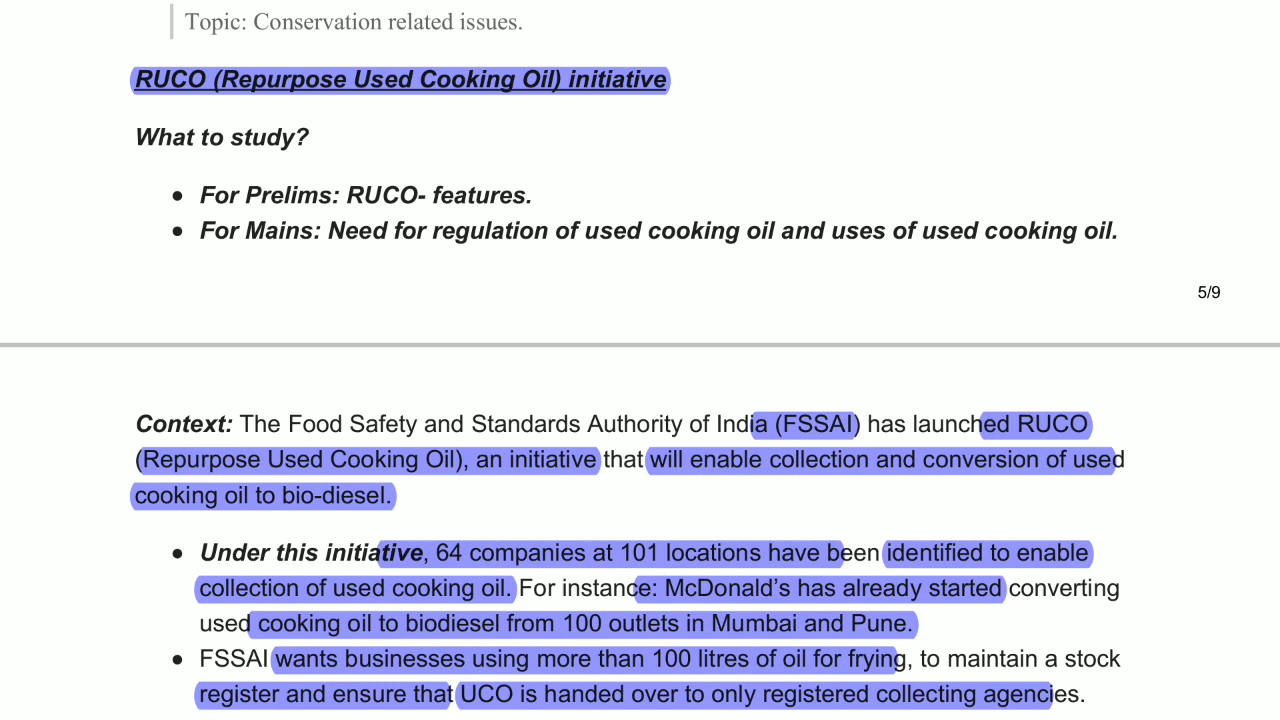 Topic: Conservation related issues.
RUCO (Repurpose Used Cooking Oil) initiative
What to study?
• For Prelims: RUCO- features.
• For Mains: Need for regulation of used cooking oil and uses of used cooking oil.
5/9
Context: The Food Safety and Standards Authority of India (FSSAI) has launched RUCO
(Repurpose Used Cooking Oil), an initiative that will enable collection and conversion of used
cooking oil to bio-diesel.
• Under this initiative, 64 companies at 101 locations have been identified to enable
collection of used cooking oil. For instance: McDonald’s has already started converting
used cooking oil to biodiesel from 100 outlets in Mumbai and Pune.
• FSSAI wants businesses using more than 100 litres of oil for frying, to maintain a stock
register and ensure that UCO is handed over to only registered collecting agencies.